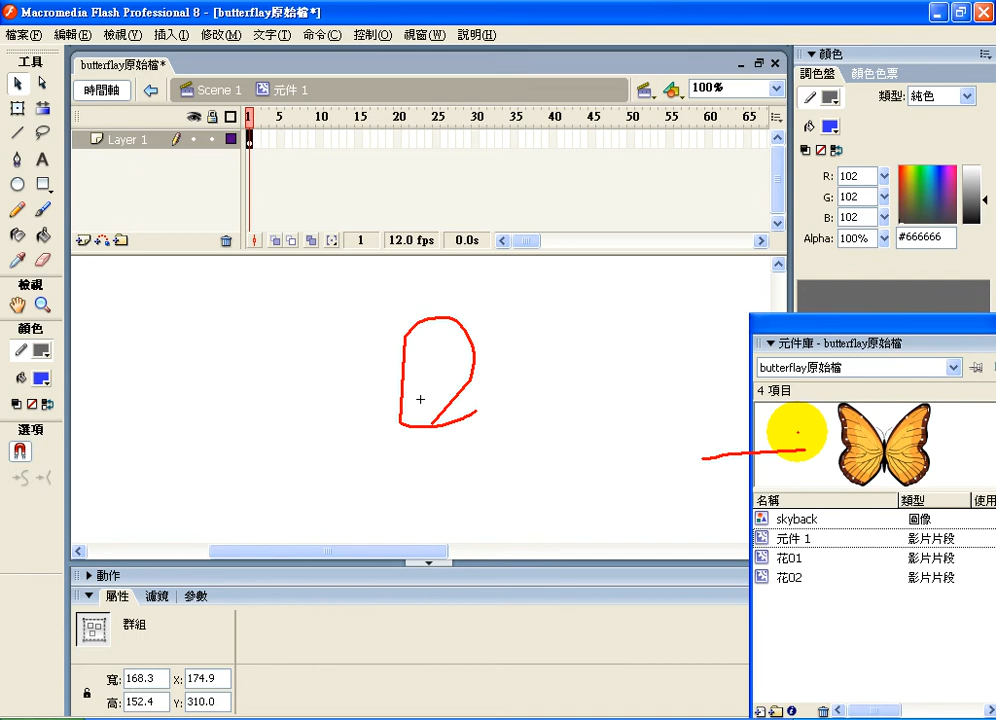 Macromedia Flash Professional 8 - [butterflay原始檔*]
檔案(F) 編輯(E) 檢視(V) 插入(I) 修改(M) 文字(T) 命令(C) 控制(O) 視窗(W) 說明(H)
工具
butterflay原始檔*
時間軸
Scene 1
元件 1
100%
1 5 10 15 20 25 30 35 40 45 50 55 60 65
Layer 1
1 12.0 fps 0.0s
檢視
顏色
選項
顏色
調色盤 顏色色票
類型: 純色
R: 102
G: 102
B: 102
Alpha: 100% #666666
元件庫 - butterflay原始檔
butterflay原始檔
4 項目
名稱 類型 使用
skyback 圖像
元件 1 影片片段
花01 影片片段
花02 影片片段
動作
屬性 濾鏡 參數
群組
寬: 168.3 X: 174.9
高: 152.4 Y: 310.0